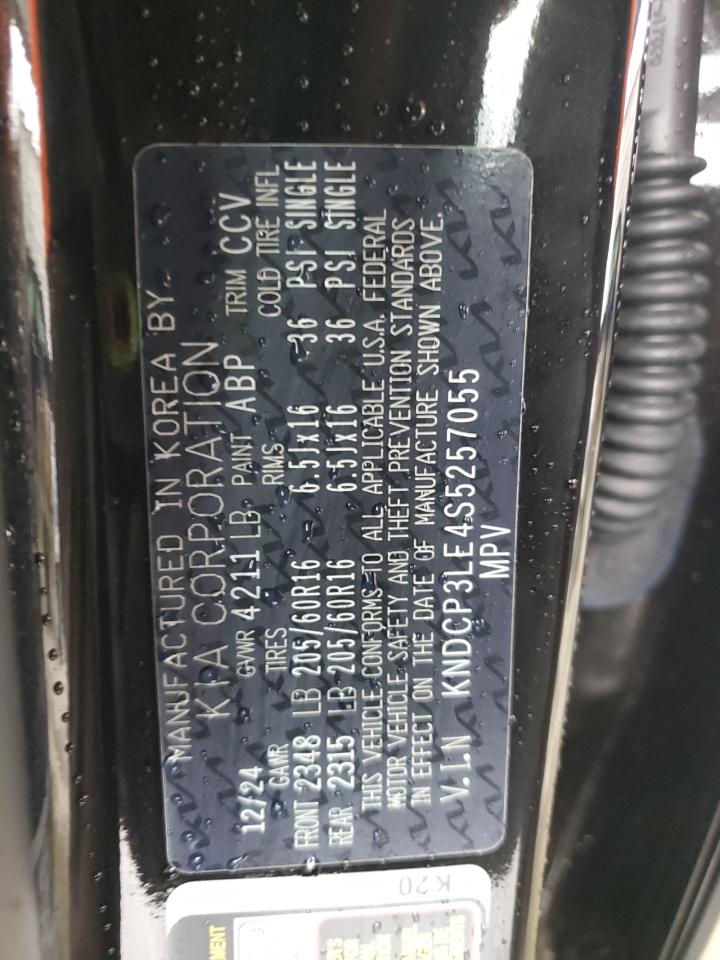 MANUFACTURED IN KOREA BY
KIA CORPORATION
12/24 GVWR 4211 LB PAINT ABP TRIM CCV
GAWR TIRES RIMS COLD TIRE INFL
FRONT 2348 LB 205/60R16 6.5Jx16 36 PSI SINGLE
REAR 2315 LB 205/60R16 6.5Jx16 36 PSI SINGLE
THIS VEHICLE CONFORMS TO ALL APPLICABLE U.S.A. FEDERAL
MOTOR VEHICLE SAFETY AND THEFT PREVENTION STANDARDS
IN EFFECT ON THE DATE OF MANUFACTURE SHOWN ABOVE.
V.I.N KNDCP3LE4S5257055
MPV
K20